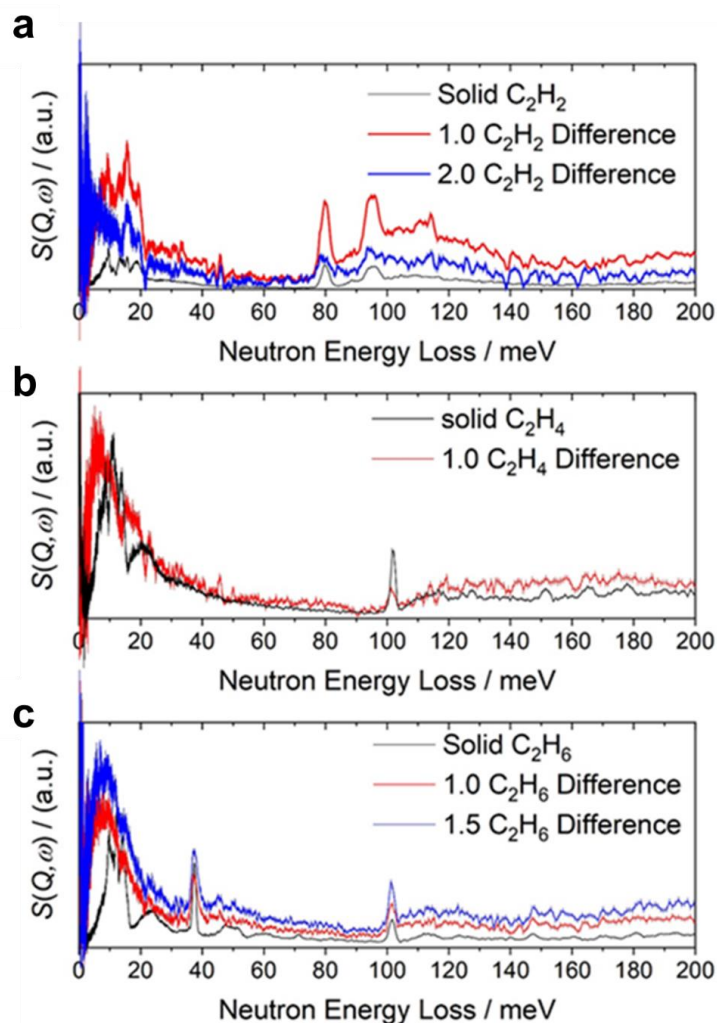 a
S(Q,ω) / (a.u.)
Solid C₂H₂
1.0 C₂H₂ Difference
2.0 C₂H₂ Difference
0 20 40 60 80 100 120 140 160 180 200
Neutron Energy Loss / meV
b
S(Q,ω) / (a.u.)
solid C₂H₄
1.0 C₂H₄ Difference
0 20 40 60 80 100 120 140 160 180 200
Neutron Energy Loss / meV
c
S(Q,ω) / (a.u.)
Solid C₂H₆
1.0 C₂H₆ Difference
1.5 C₂H₆ Difference
0 20 40 60 80 100 120 140 160 180 200
Neutron Energy Loss / meV